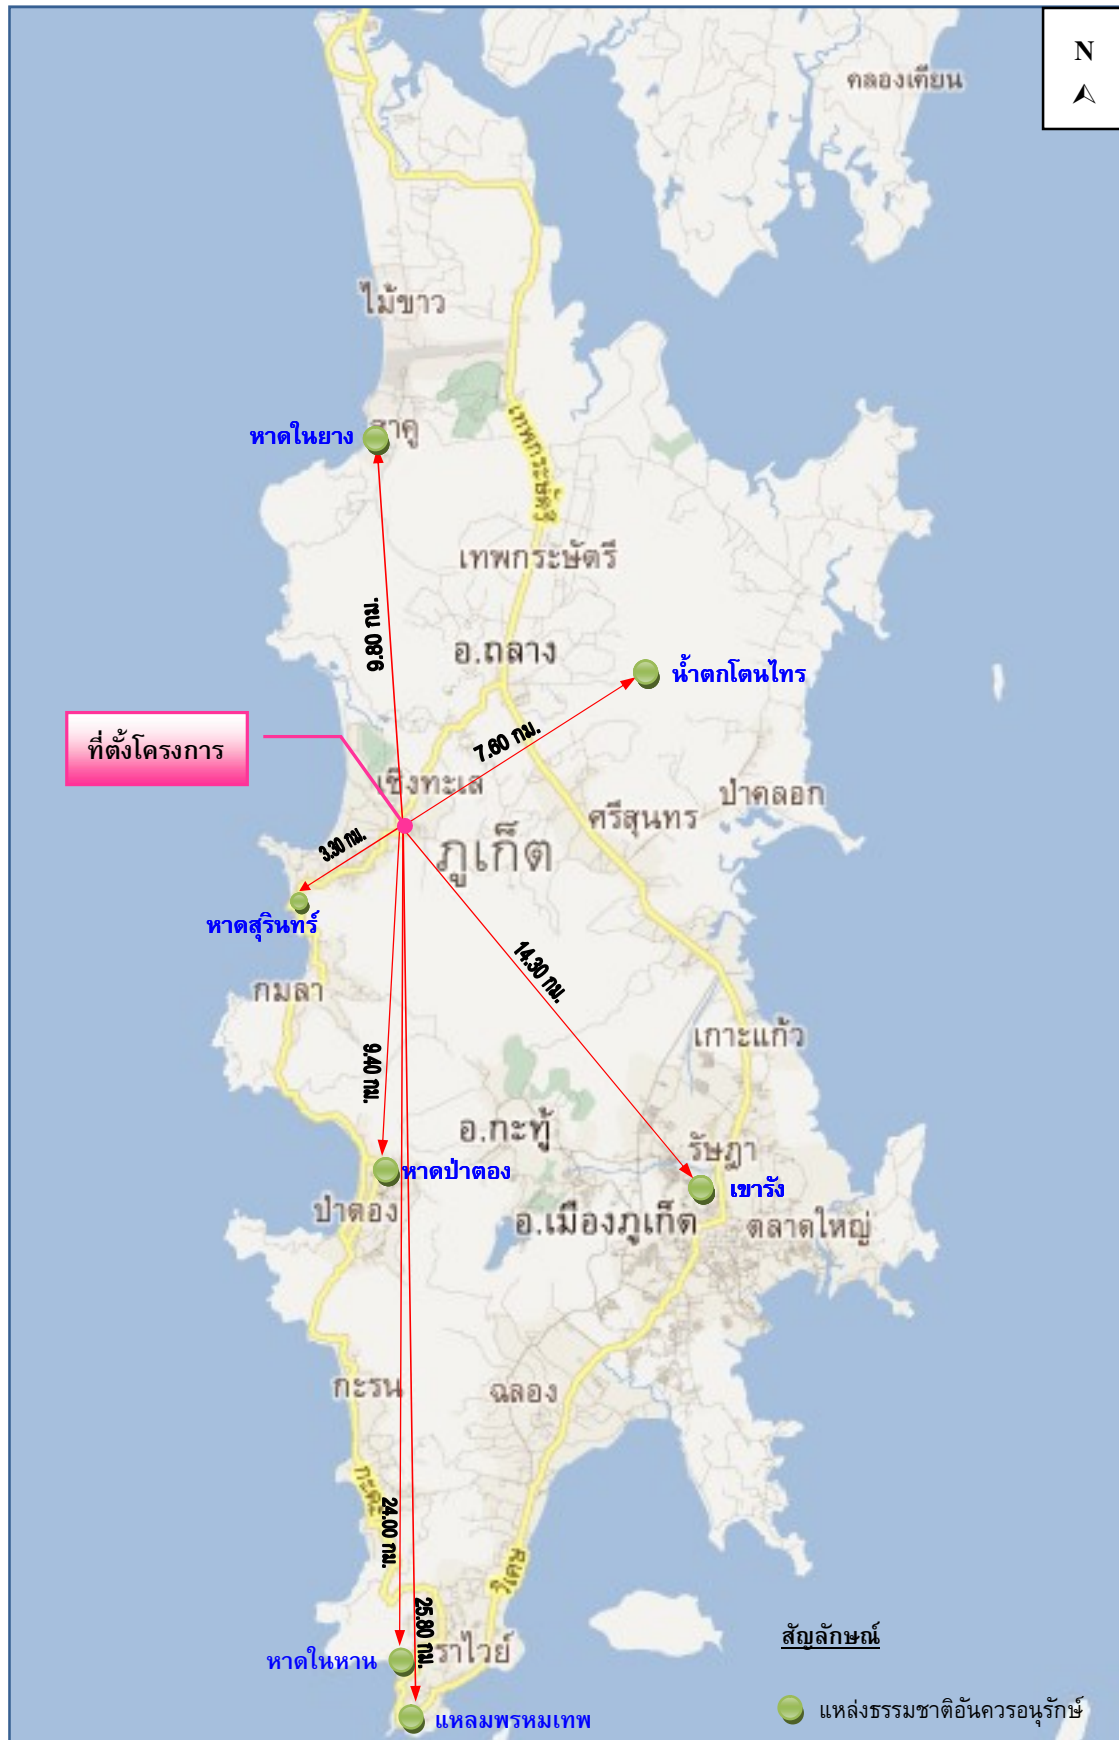 N
คลองเคียน
ไม้ขาว
สาคู
หาดในยาง
เทพกระษัตรี
เทพกระษัตรี
9.80 กม.
อ.ถลาง
น้ำตกโตนไทร
7.60 กม.
ที่ตั้งโครงการ
เชิงทะเล
ป่าคลอก
ศรีสุนทร
3.30 กม.
ภูเก็ต
หาดสุรินทร์
14.30 กม.
กมลา
เกาะแก้ว
9.40 กม.
อ.กะทู้
รัษฎา
หาดป่าตอง
เขารัง
ป่าตอง
อ.เมืองภูเก็ต
ตลาดใหญ่
กะรน
ฉลอง
กะตะ
24.00 กม.
วิเศษ
25.80 กม.
สัญลักษณ์
ราไวย์
หาดในหาน
แหลมพรหมเทพ
แหล่งธรรมชาติอันควรอนุรักษ์